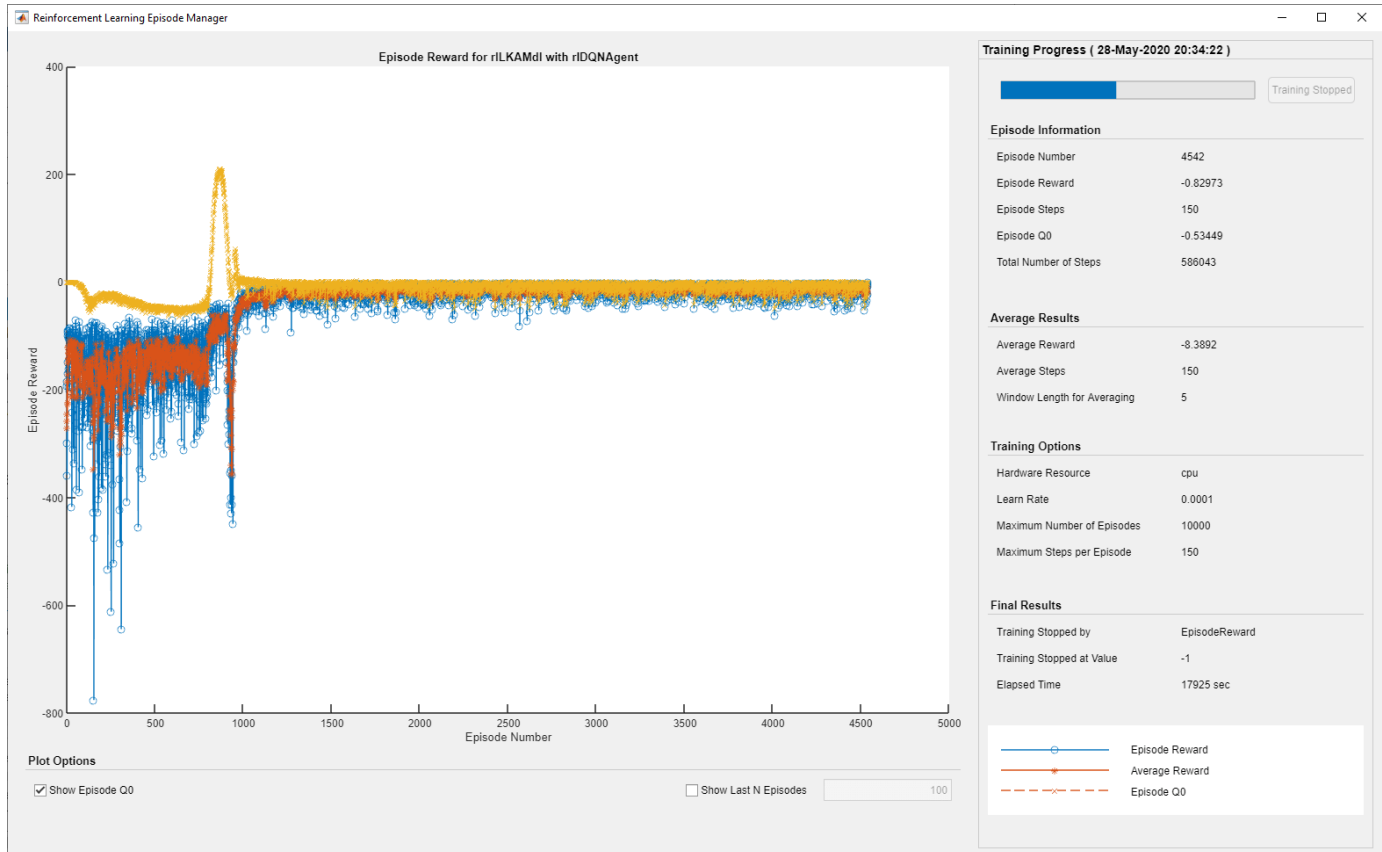 Reinforcement Learning Episode Manager
Episode Reward for rlLKAMdl with rlDQNAgent
400
200
0
-200
-400
-600
-800
Episode Reward
0 500 1000 1500 2000 2500 3000 3500 4000 4500 5000
Episode Number
Plot Options
Show Episode Q0
Show Last N Episodes 100
Training Progress ( 28-May-2020 20:34:22 )
Training Stopped
Episode Information
Episode Number 4542
Episode Reward -0.82973
Episode Steps 150
Episode Q0 -0.53449
Total Number of Steps 586043
Average Results
Average Reward -8.3892
Average Steps 150
Window Length for Averaging 5
Training Options
Hardware Resource cpu
Learn Rate 0.0001
Maximum Number of Episodes 10000
Maximum Steps per Episode 150
Final Results
Training Stopped by EpisodeReward
Training Stopped at Value -1
Elapsed Time 17925 sec
Episode Reward
Average Reward
Episode Q0